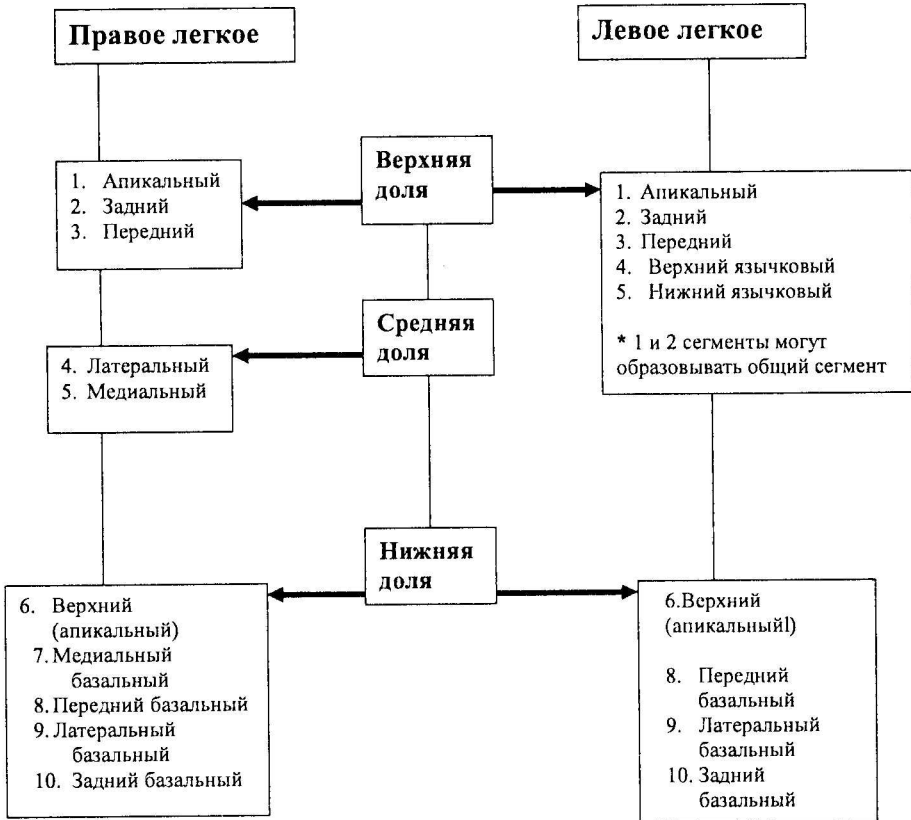 Правое легкое
Левое легкое
Верхняя
доля
1. Апикальный
2. Задний
3. Передний
1. Апикальный
2. Задний
3. Передний
4. Верхний язычковый
5. Нижний язычковый
* 1 и 2 сегменты могут
образовывать общий сегмент
Средняя
доля
4. Латеральный
5. Медиальный
Нижняя
доля
6. Верхний
(апикальный)
7. Медиальный
базальный
8. Передний базальный
9. Латеральный
базальный
10. Задний базальный
6.Верхний
(апикальный1)
8. Передний
базальный
9. Латеральный
базальный
10. Задний
базальный